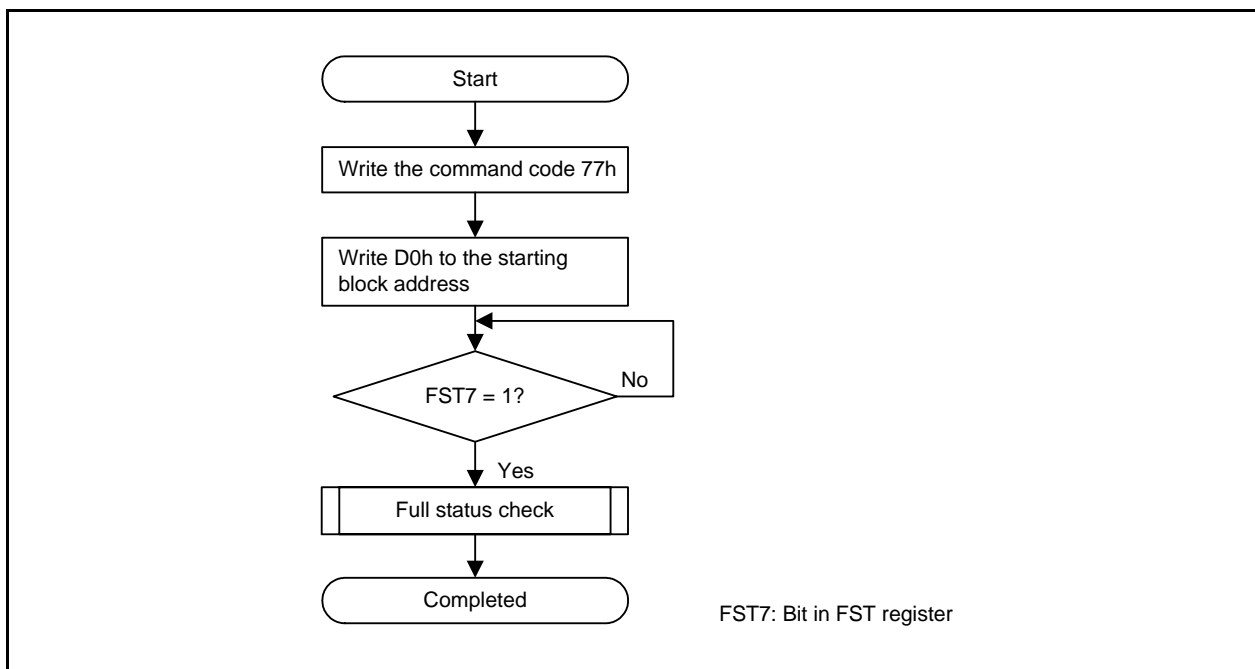 Start
Write the command code 77h
Write D0h to the starting
block address
FST7 = 1?
No
Yes
Full status check
Completed
FST7: Bit in FST register